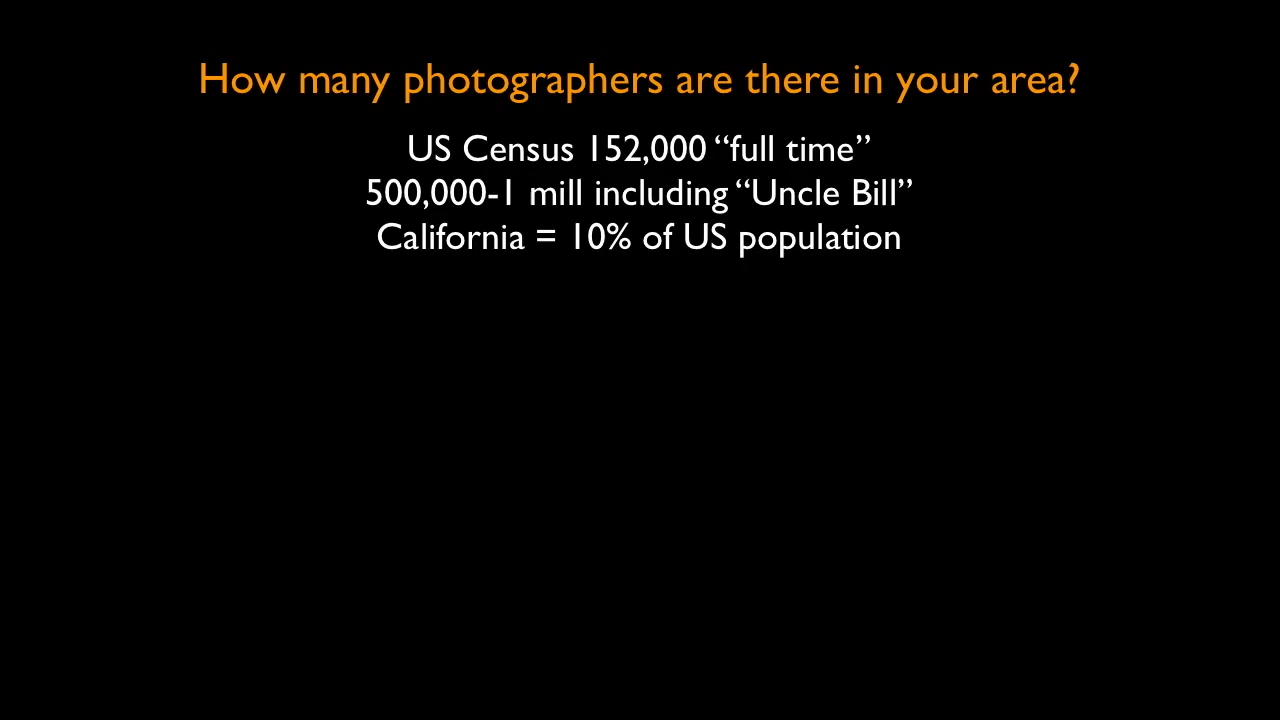 How many photographers are there in your area?
US Census 152,000 “full time”
500,000-1 mill including “Uncle Bill”
California = 10% of US population